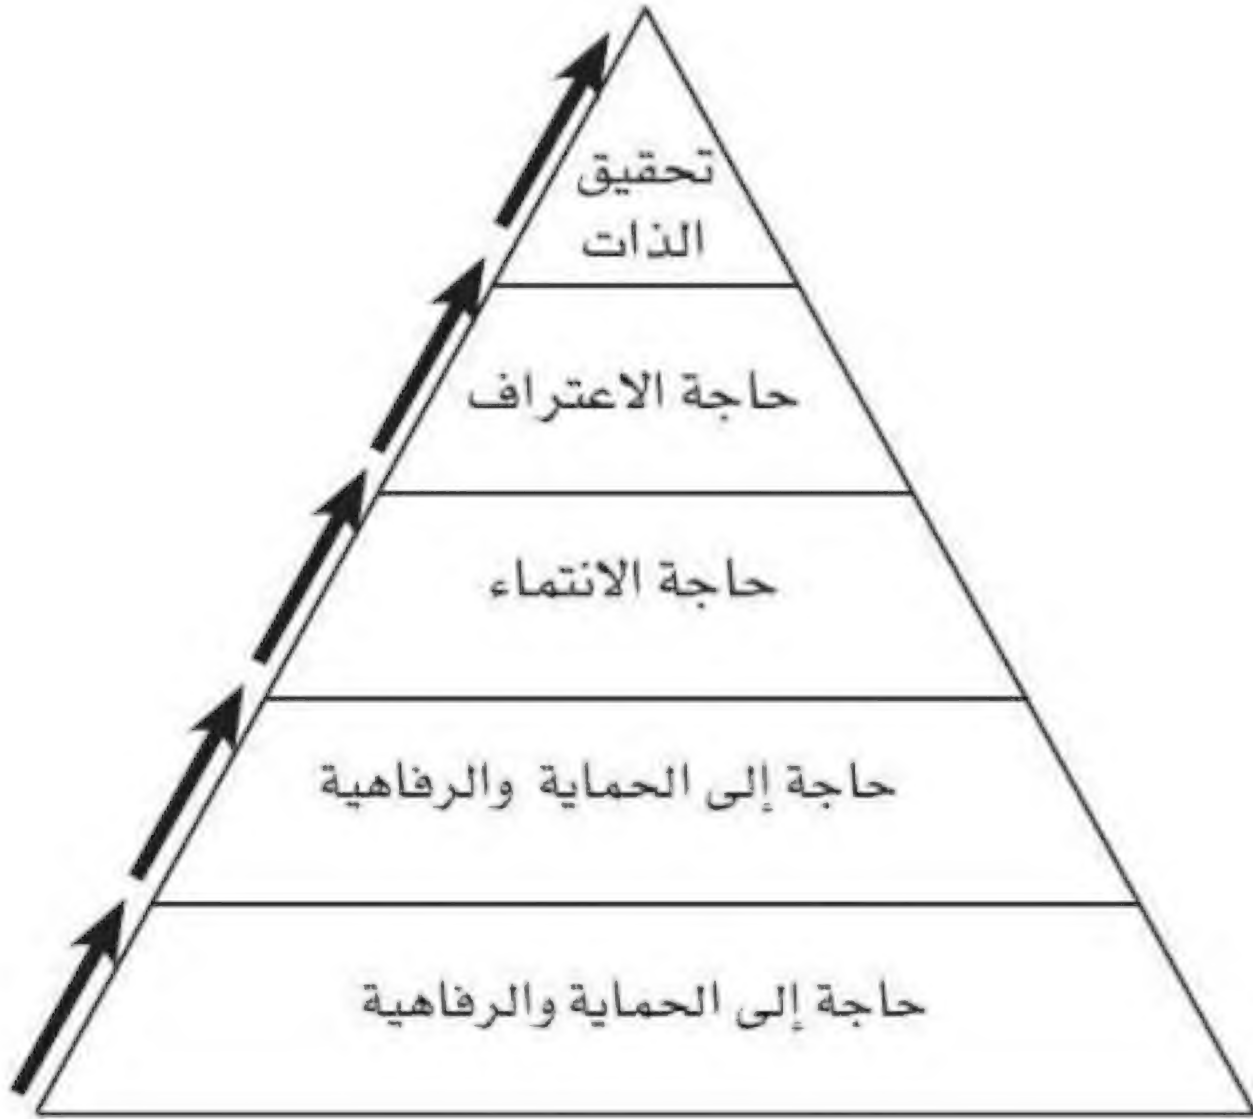 تحقيق
الذات
حاجة الاعتراف
حاجة الانتماء
حاجة إلى الحماية والرفاهية
حاجة إلى الحماية والرفاهية